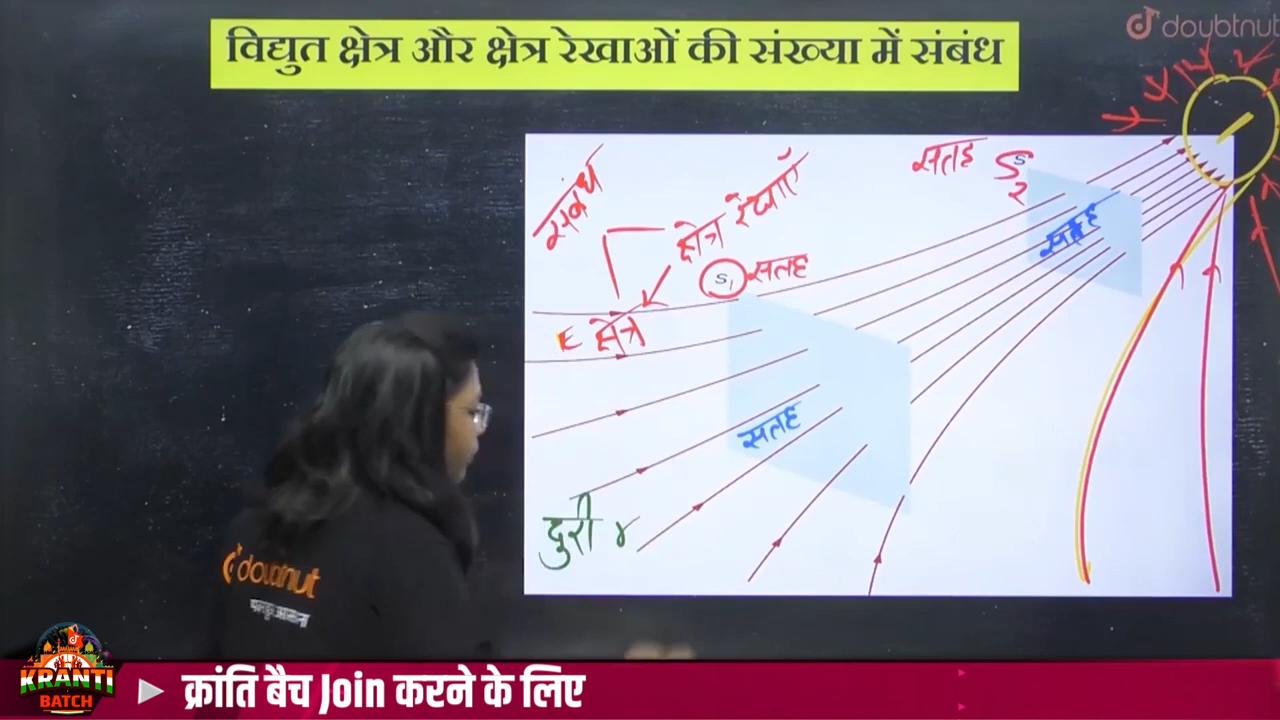 विद्युत क्षेत्र और क्षेत्र रेखाओं की संख्या में संबंध
doubtnut
संबंध
क्षेत्र रेखाएँ
सतह S2
S1 सतह
E क्षेत्र
सतह
सतह
दुरी r
doubtnut
KRANTI
BATCH
क्रांति बैच Join करने के लिए